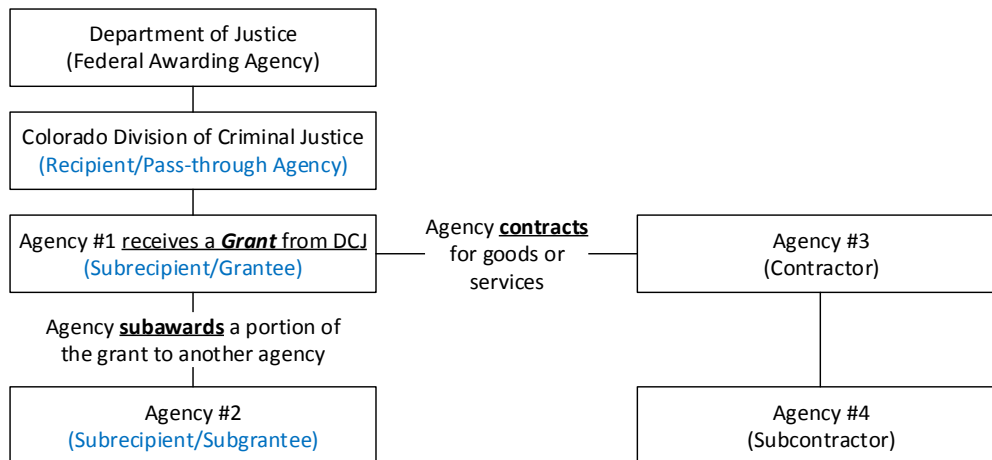 Department of Justice
(Federal Awarding Agency)
Colorado Division of Criminal Justice
(Recipient/Pass-through Agency)
Agency #1 receives a Grant from DCJ
(Subrecipient/Grantee)
Agency contracts
for goods or
services
Agency #3
(Contractor)
Agency subawards a portion of
the grant to another agency
Agency #2
(Subrecipient/Subgrantee)
Agency #4
(Subcontractor)